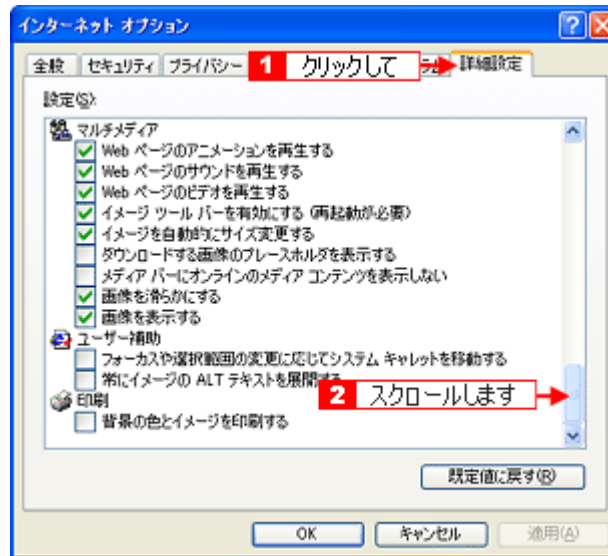 インターネット オプション
全般 セキュリティ プライバシー 1 クリックして 詳細設定
設定(S):
マルチメディア
Web ページのアニメーションを再生する
Web ページのサウンドを再生する
Web ページのビデオを再生する
イメージ ツール バーを有効にする (再起動が必要)
イメージを自動的にサイズ変更する
ダウンロードする画像のプレースホルダを表示する
メディア バーにオンラインのメディア コンテンツを表示しない
画像を滑らかにする
画像を表示する
ユーザー補助
フォーカスや選択範囲の変更に応じてシステム キャレットを移動する
常にイメージの ALT テキストを展開する
2 スクロールします
印刷
背景の色とイメージを印刷する
既定値に戻す(R)
OK キャンセル 適用(A)